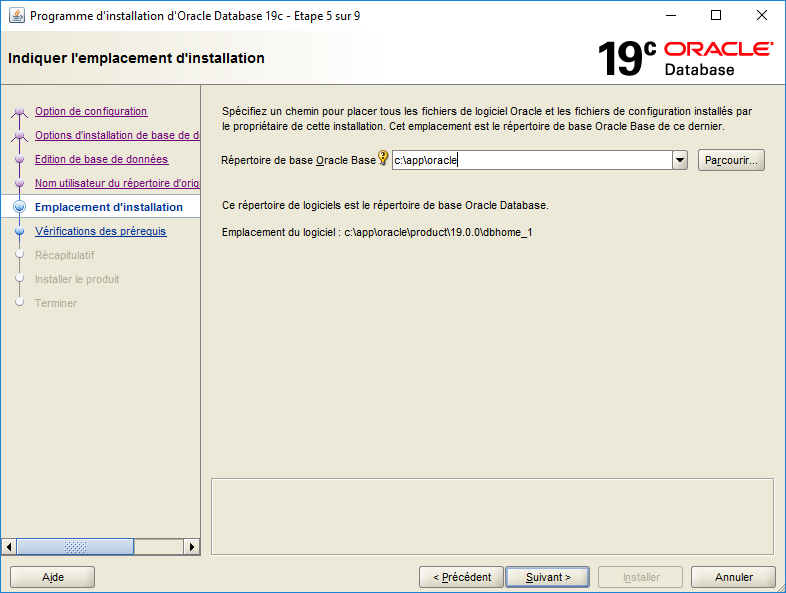 Programme d'installation d'Oracle Database 19c - Etape 5 sur 9
Indiquer l'emplacement d'installation
19c ORACLE
Database
Option de configuration
Options d'installation de base de d
Edition de base de données
Nom utilisateur du répertoire d'orig
Emplacement d'installation
Vérifications des prérequis
Récapitulatif
Installer le produit
Terminer
Spécifiez un chemin pour placer tous les fichiers de logiciel Oracle et les fichiers de configuration installés par
le propriétaire de cette installation. Cet emplacement est le répertoire de base Oracle Base de ce dernier.
Répertoire de base Oracle Base c:\app\oracle Parcourir...
Ce répertoire de logiciels est le répertoire de base Oracle Database.
Emplacement du logiciel : c:\app\oracle\product\19.0.0\dbhome_1
Aide < Précédent Suivant > Installer Annuler